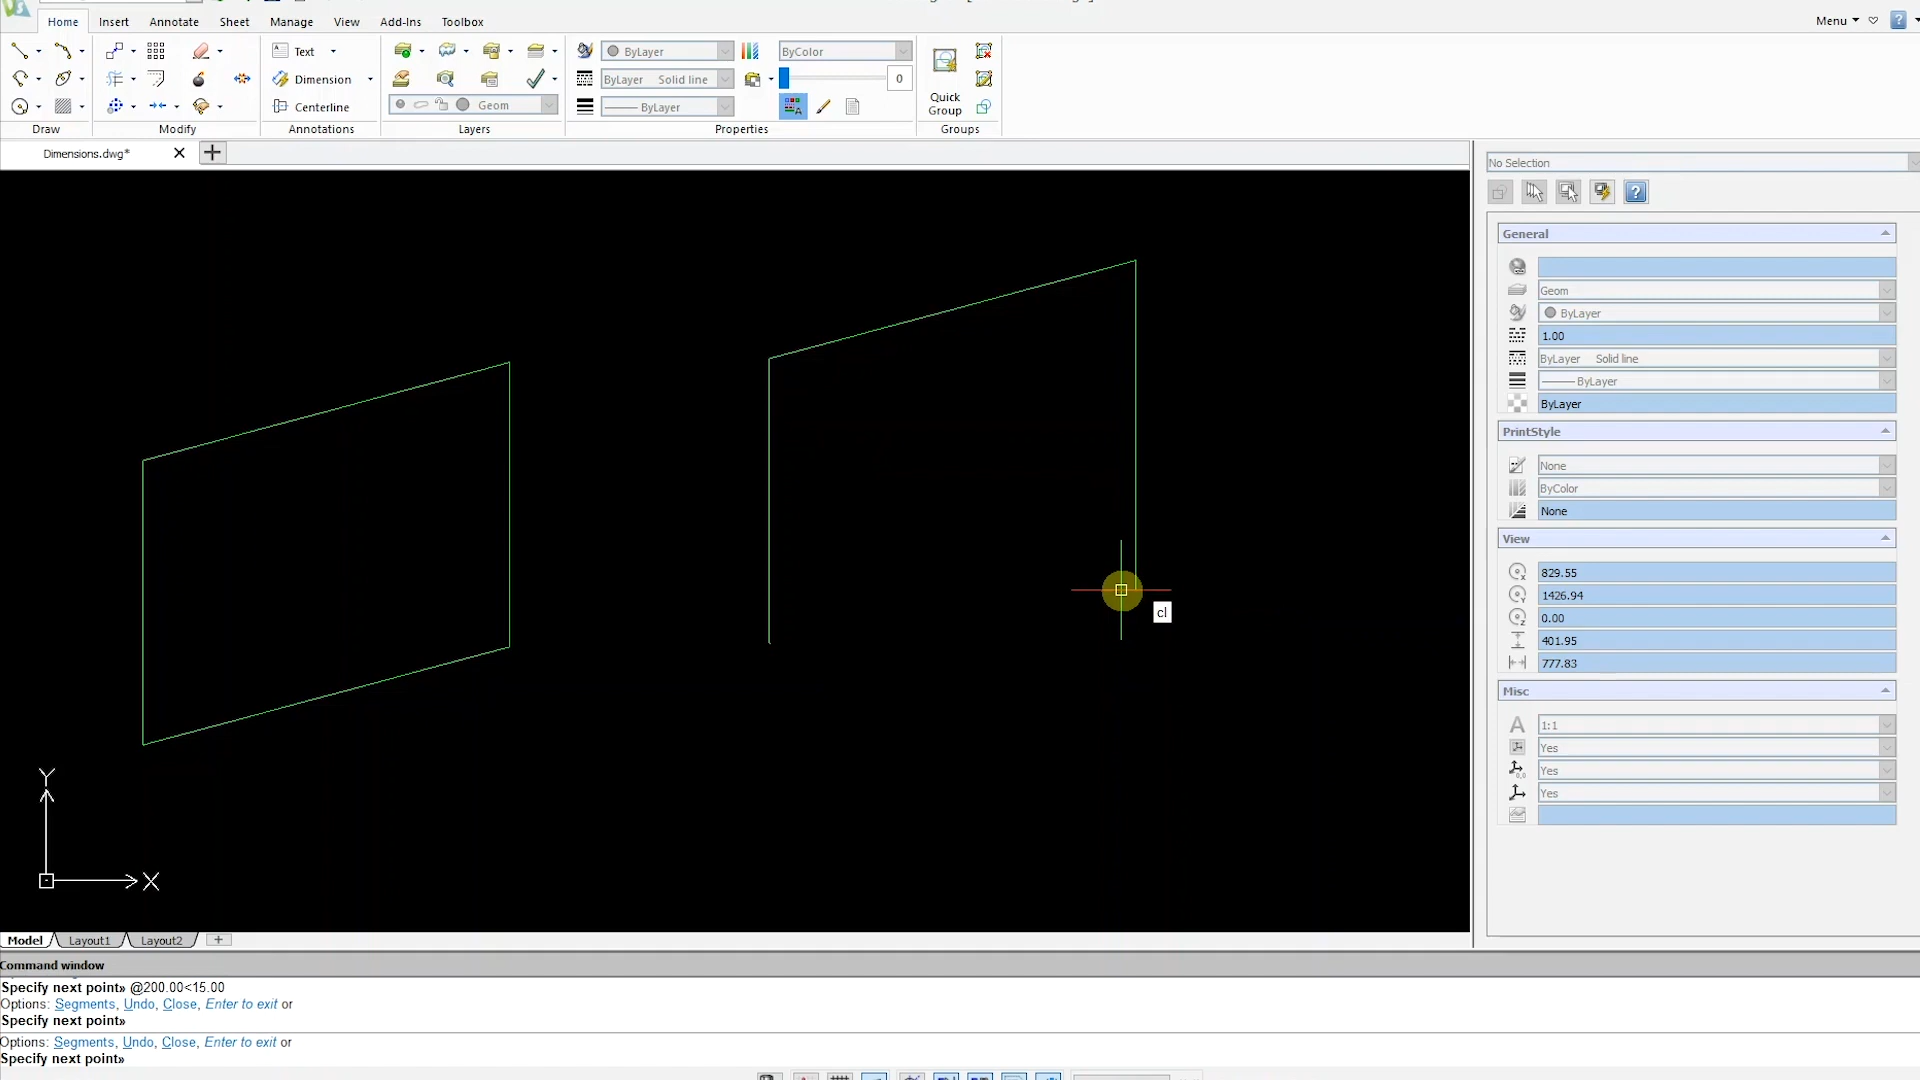 Home Insert Annotate Sheet Manage View Add-Ins Toolbox Menu
Text ByLayer ByColor
Dimension ByLayer Solid line 0
Centerline Geom ByLayer Quick Group
Draw Modify Annotations Layers Properties Groups
Dimensions.dwg*
No Selection
General
Geom
ByLayer
1.00
ByLayer Solid line
ByLayer
ByLayer
PrintStyle
None
ByColor
None
View
829.55
1426.94
0.00
401.95
777.83
Misc
1:1
Yes
Yes
Yes
cl
Y
X
Model Layout1 Layout2 +
Command window
Specify next point» @200.00<15.00
Options: Segments, Undo, Close, Enter to exit or
Specify next point»
Options: Segments, Undo, Close, Enter to exit or
Specify next point»